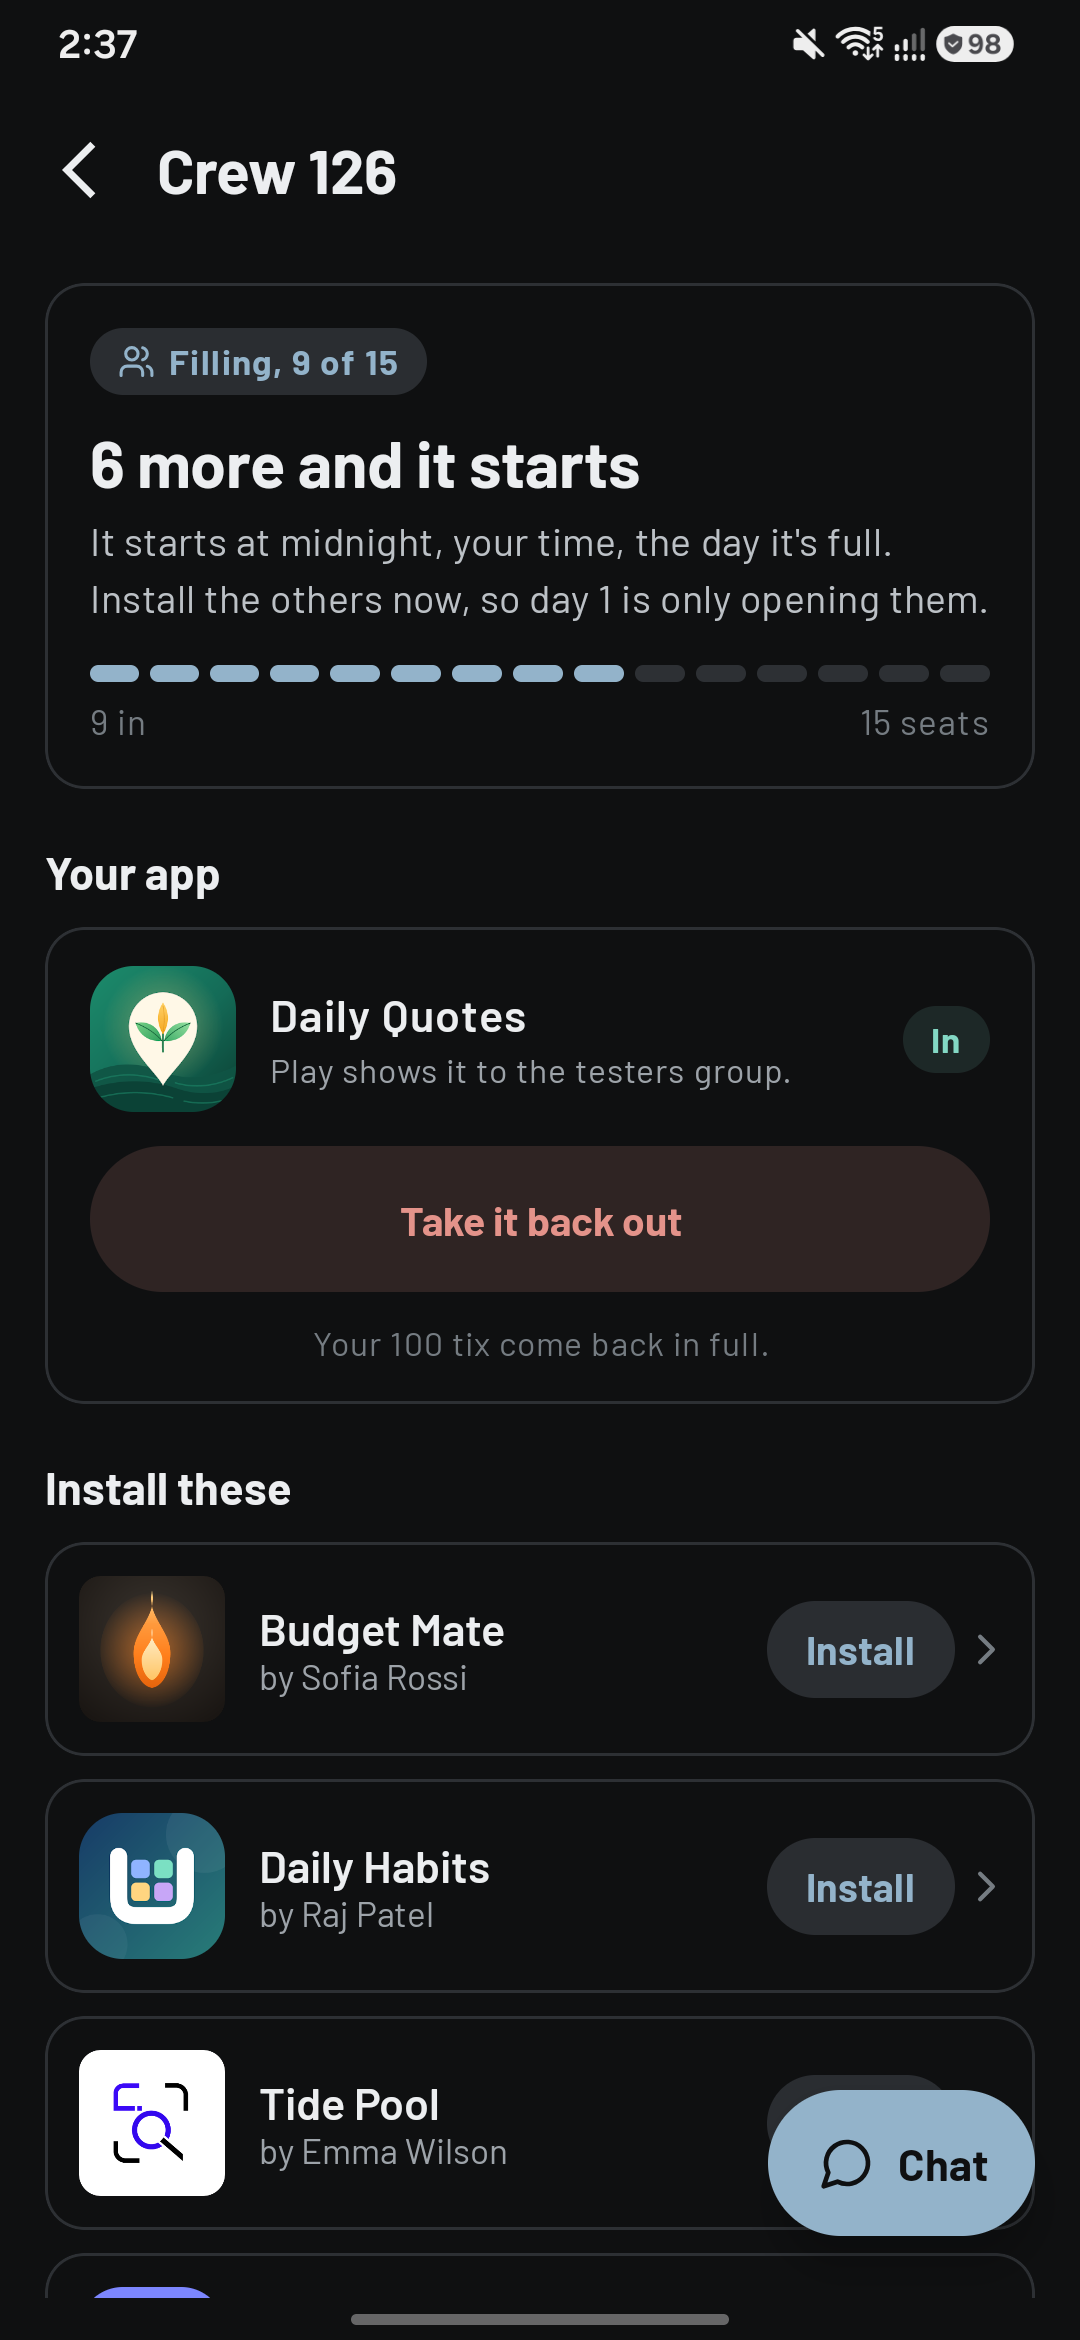 2:37
5
98
Crew 126
Filling, 9 of 15
6 more and it starts
It starts at midnight, your time, the day it's full.
Install the others now, so day 1 is only opening them.
9 in
15 seats
Your app
Daily Quotes
Play shows it to the testers group.
In
Take it back out
Your 100 tix come back in full.
Install these
Budget Mate
by Sofia Rossi
Install
Daily Habits
by Raj Patel
Install
Tide Pool
by Emma Wilson
Chat